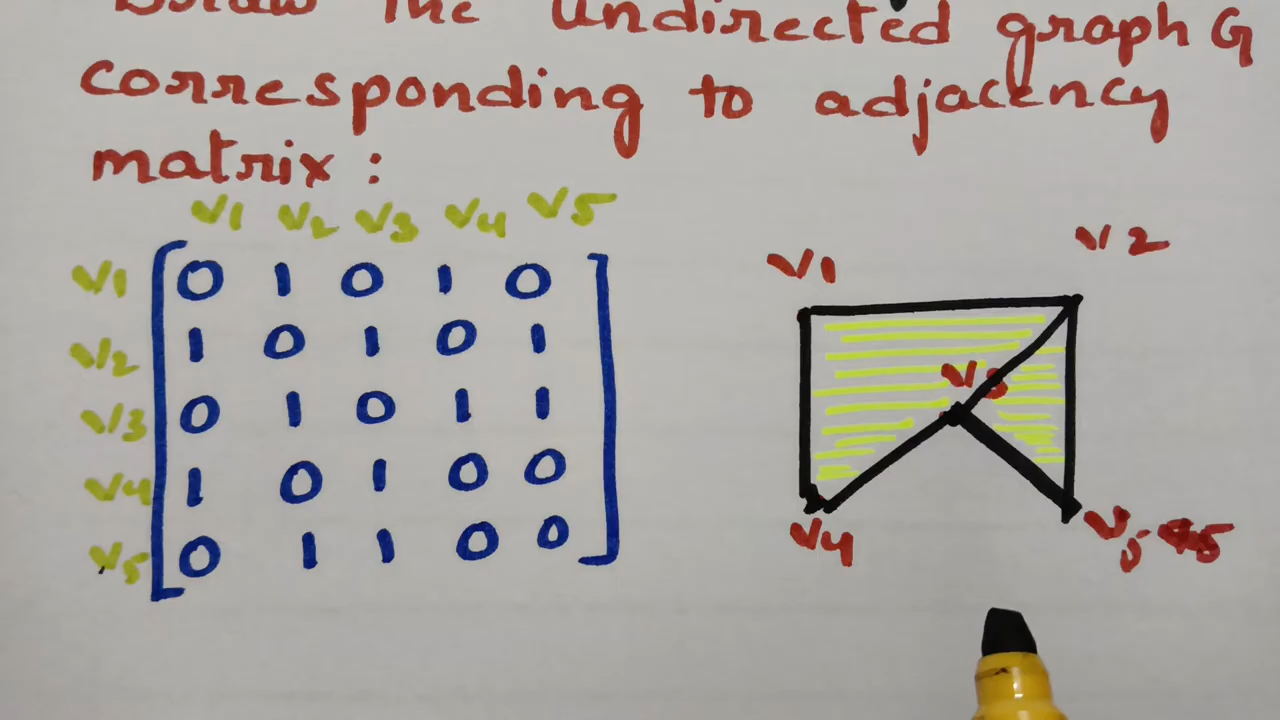 Draw the Undirected graph G
corresponding to adjacency
matrix :
V1 V2 V3 V4 V5
V1 0 1 0 1 0
V2 1 0 1 0 1
V3 0 1 0 1 1
V4 1 0 1 0 0
V5 0 1 1 0 0
V1 V2
V3
V4 V5